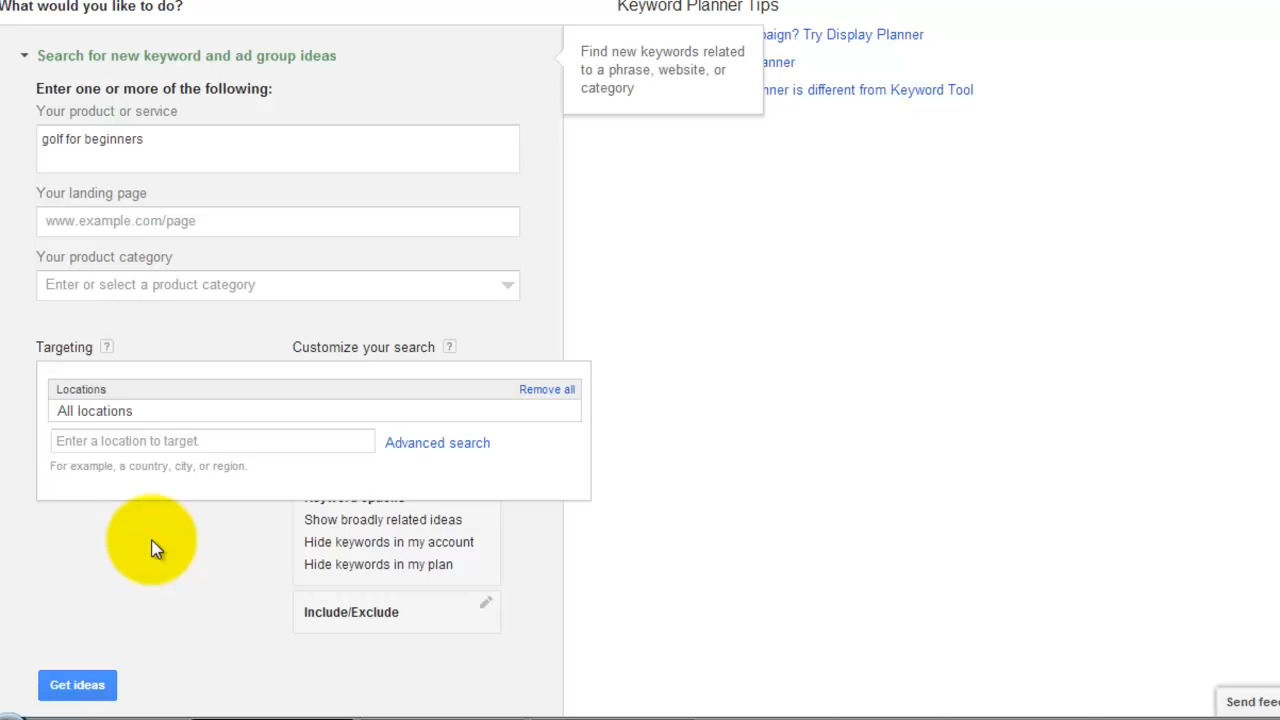 What would you like to do?
Keyword Planner Tips
Search for new keyword and ad group ideas
Find new keywords related
to a phrase, website, or
category
paign? Try Display Planner
anner
nner is different from Keyword Tool
Enter one or more of the following:
Your product or service
golf for beginners
Your landing page
www.example.com/page
Your product category
Enter or select a product category
Targeting ?
Customize your search ?
Locations Remove all
All locations
Enter a location to target. Advanced search
For example, a country, city, or region.
Keyword options
Show broadly related ideas
Hide keywords in my account
Hide keywords in my plan
Include/Exclude
Get ideas
Send fee